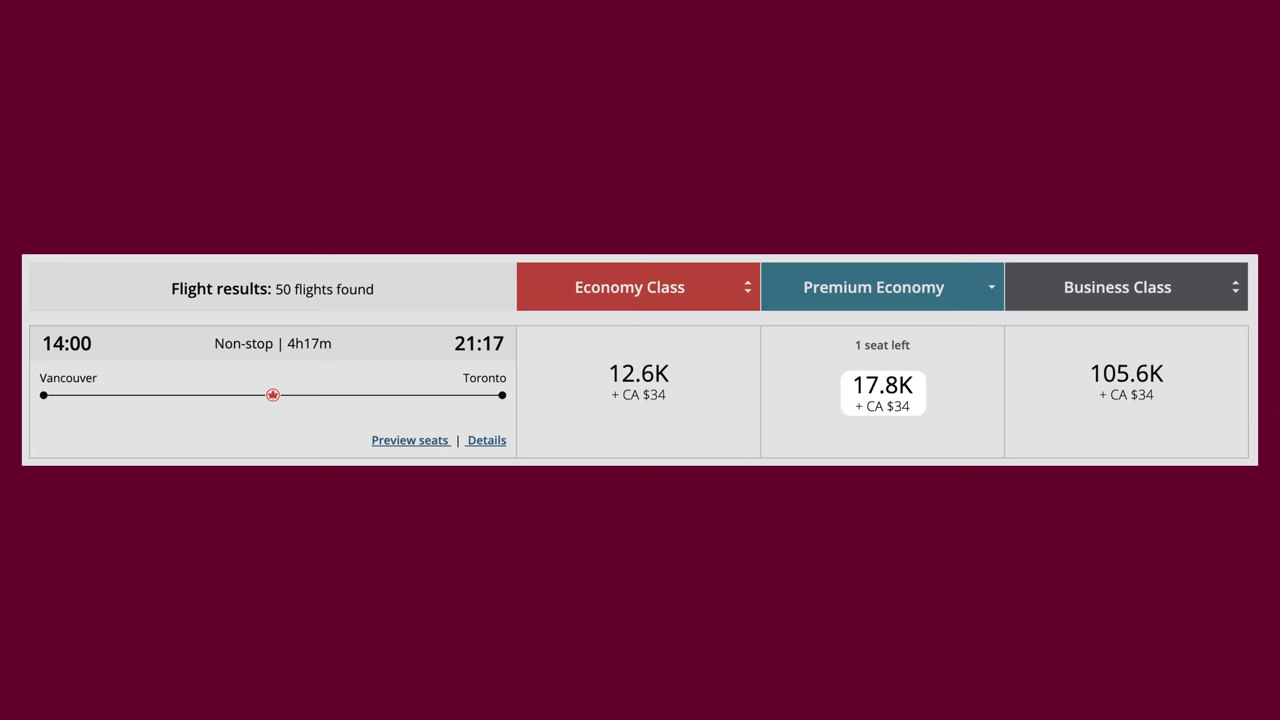 Flight results: 50 flights found
Economy Class
Premium Economy
Business Class
14:00
Non-stop | 4h17m
21:17
Vancouver
Toronto
Preview seats | Details
12.6K
+ CA $34
1 seat left
17.8K
+ CA $34
105.6K
+ CA $34